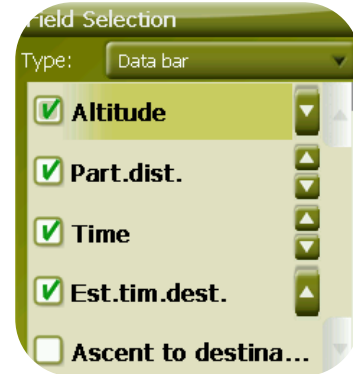 Field Selection
Type: Data bar
Altitude
Part.dist.
Time
Est.tim.dest.
Ascent to destina...